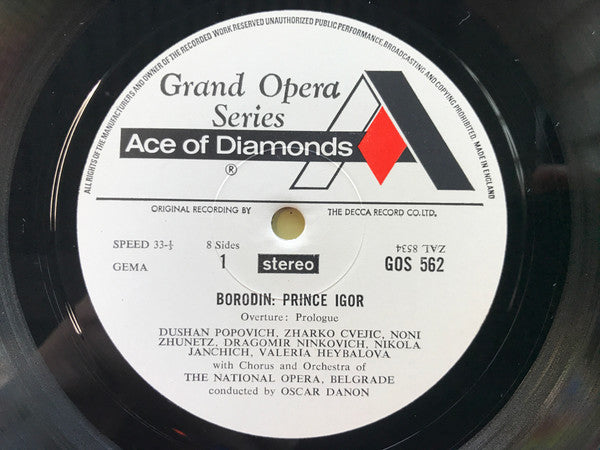 ALL RIGHTS OF THE MANUFACTURERS AND OWNER OF THE RECORDED WORK RESERVED UNAUTHORIZED PUBLIC PERFORMANCE, BROADCASTING AND COPYING PROHIBITED. MADE IN ENGLAND
Grand Opera
Series
Ace of Diamonds
®
ORIGINAL RECORDING BY THE DECCA RECORD CO. LTD.
SPEED 33-⅓ 8 Sides ZAL 8534
GEMA 1 stereo GOS 562
BORODIN: PRINCE IGOR
Overture: Prologue
DUSHAN POPOVICH, ZHARKO CVEJIC, NONI
ZHUNETZ, DRAGOMIR NINKOVICH, NIKOLA
JANCHICH, VALERIA HEYBALOVA
with Chorus and Orchestra of
THE NATIONAL OPERA, BELGRADE
conducted by OSCAR DANON